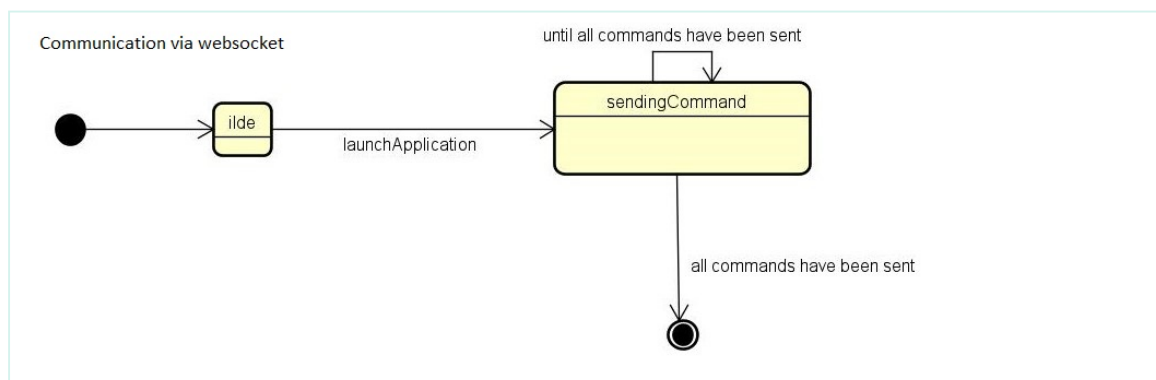 Communication via websocket
until all commands have been sent
ilde
launchApplication
sendingCommand
all commands have been sent